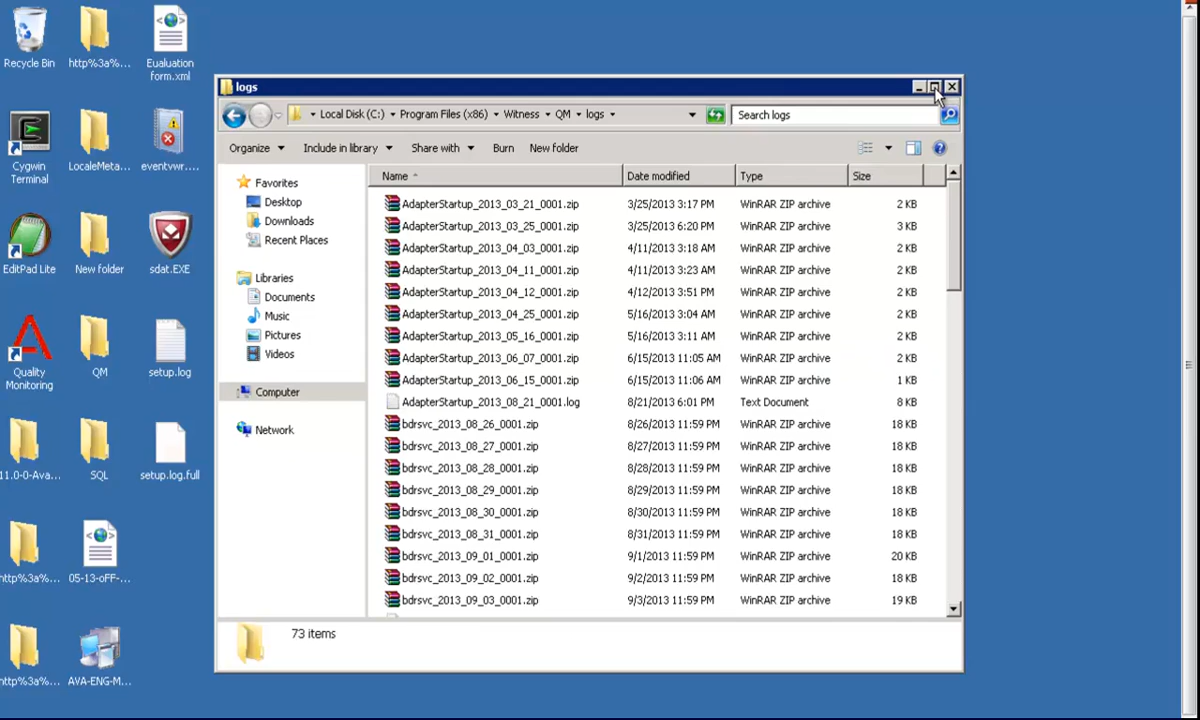 Recycle Bin
http%3a%...
Evaluation
form.xml
Cygwin
Terminal
LocaleMeta...
eventvwr....
EditPad Lite
New folder
sdat.EXE
Quality
Monitoring
QM
setup.log
11.0-0-Ava...
SQL
setup.log.full
http%3a%...
05-13-oFF-...
http%3a%...
AVA-ENG-M...
logs
Local Disk (C:) Program Files (x86) Witness QM logs
Search logs
Organize Include in library Share with Burn New folder
Favorites
Desktop
Downloads
Recent Places
Libraries
Documents
Music
Pictures
Videos
Computer
Network
Name Date modified Type Size
AdapterStartup_2013_03_21_0001.zip 3/25/2013 3:17 PM WinRAR ZIP archive 2 KB
AdapterStartup_2013_03_25_0001.zip 3/25/2013 6:20 PM WinRAR ZIP archive 3 KB
AdapterStartup_2013_04_03_0001.zip 4/11/2013 3:18 AM WinRAR ZIP archive 2 KB
AdapterStartup_2013_04_11_0001.zip 4/11/2013 3:23 AM WinRAR ZIP archive 2 KB
AdapterStartup_2013_04_12_0001.zip 4/12/2013 3:51 PM WinRAR ZIP archive 2 KB
AdapterStartup_2013_04_25_0001.zip 5/16/2013 3:04 AM WinRAR ZIP archive 2 KB
AdapterStartup_2013_05_16_0001.zip 5/16/2013 3:11 AM WinRAR ZIP archive 2 KB
AdapterStartup_2013_06_07_0001.zip 6/15/2013 11:05 AM WinRAR ZIP archive 2 KB
AdapterStartup_2013_06_15_0001.zip 6/15/2013 11:06 AM WinRAR ZIP archive 1 KB
AdapterStartup_2013_08_21_0001.log 8/21/2013 6:01 PM Text Document 8 KB
bdrsvc_2013_08_26_0001.zip 8/26/2013 11:59 PM WinRAR ZIP archive 18 KB
bdrsvc_2013_08_27_0001.zip 8/27/2013 11:59 PM WinRAR ZIP archive 18 KB
bdrsvc_2013_08_28_0001.zip 8/28/2013 11:59 PM WinRAR ZIP archive 18 KB
bdrsvc_2013_08_29_0001.zip 8/29/2013 11:59 PM WinRAR ZIP archive 18 KB
bdrsvc_2013_08_30_0001.zip 8/30/2013 11:59 PM WinRAR ZIP archive 18 KB
bdrsvc_2013_08_31_0001.zip 8/31/2013 11:59 PM WinRAR ZIP archive 18 KB
bdrsvc_2013_09_01_0001.zip 9/1/2013 11:59 PM WinRAR ZIP archive 20 KB
bdrsvc_2013_09_02_0001.zip 9/2/2013 11:59 PM WinRAR ZIP archive 18 KB
bdrsvc_2013_09_03_0001.zip 9/3/2013 11:59 PM WinRAR ZIP archive 19 KB
73 items